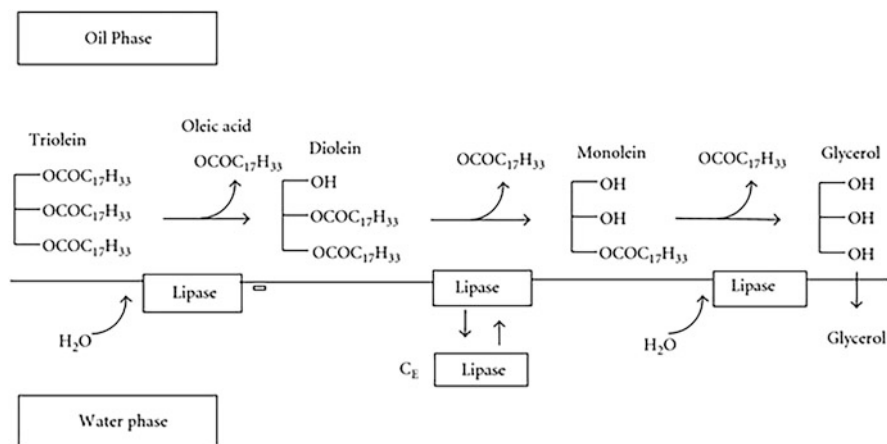 Oil Phase
Triolein
Oleic acid
Diolein
Monolein
Glycerol
OCOC₁₇H₃₃
OCOC₁₇H₃₃
OCOC₁₇H₃₃
OCOC₁₇H₃₃
OCOC₁₇H₃₃
OCOC₁₇H₃₃
OH
OCOC₁₇H₃₃
OCOC₁₇H₃₃
OH
OH
OCOC₁₇H₃₃
OH
OH
OH
Lipase
Lipase
Lipase
H₂O
H₂O
Glycerol
C_E
Lipase
Water phase